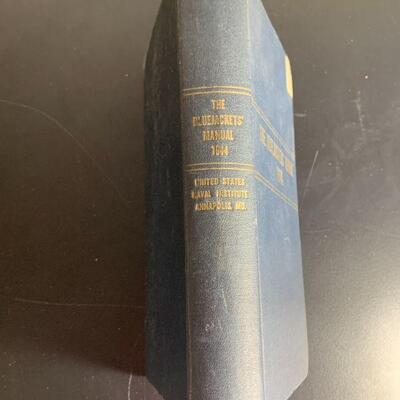 THE
BLUEJACKETS'
MANUAL
1944
UNITED STATES
NAVAL INSTITUTE
ANNAPOLIS, MD.